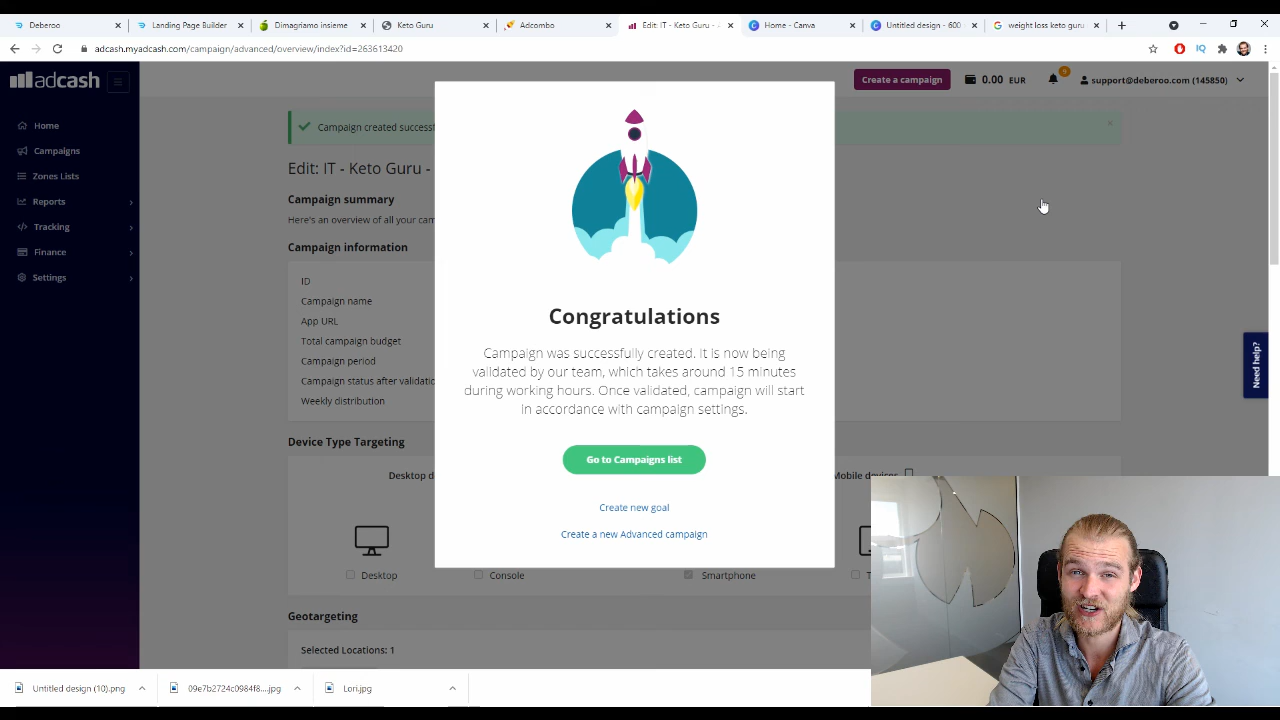 Deberoo
Landing Page Builder
Dimagriamo insieme
Keto Guru
Adcombo
Edit: IT - Keto Guru -
Home - Canva
Untitled design - 600
weight loss keto guru
adcash.myadcash.com/campaign/advanced/overview/index?id=263613420
adcash
Create a campaign
0.00 EUR
9
support@deberoo.com (145850)
Home
Campaigns
Zones Lists
Reports
Tracking
Finance
Settings
Campaign created successf
Edit: IT - Keto Guru -
Campaign summary
Here's an overview of all your cam
Campaign information
ID
Campaign name
App URL
Total campaign budget
Campaign period
Campaign status after validatio
Weekly distribution
Device Type Targeting
Desktop d
Mobile devices
Desktop
Console
Smartphone
T
Geotargeting
Selected Locations: 1
Congratulations
Campaign was successfully created. It is now being
validated by our team, which takes around 15 minutes
during working hours. Once validated, campaign will start
in accordance with campaign settings.
Go to Campaigns list
Create new goal
Create a new Advanced campaign
Need help?
Untitled design (10).png
09e7b2724c0984f8....jpg
Lori.jpg